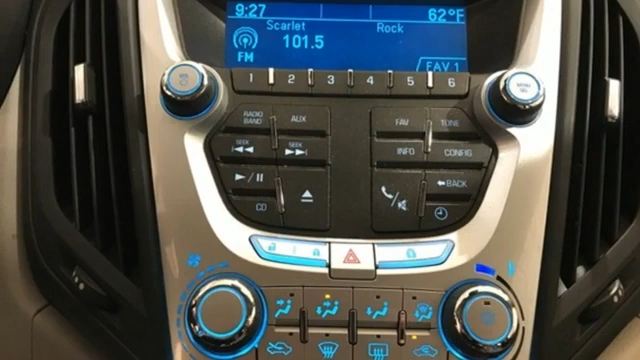 9:27 62°F
Scarlet Rock
101.5
FM FAV 1
1 2 3 4 5 6
MENU
RADIO BAND AUX FAV TONE
SEEK SEEK INFO CONFIG
BACK
CD